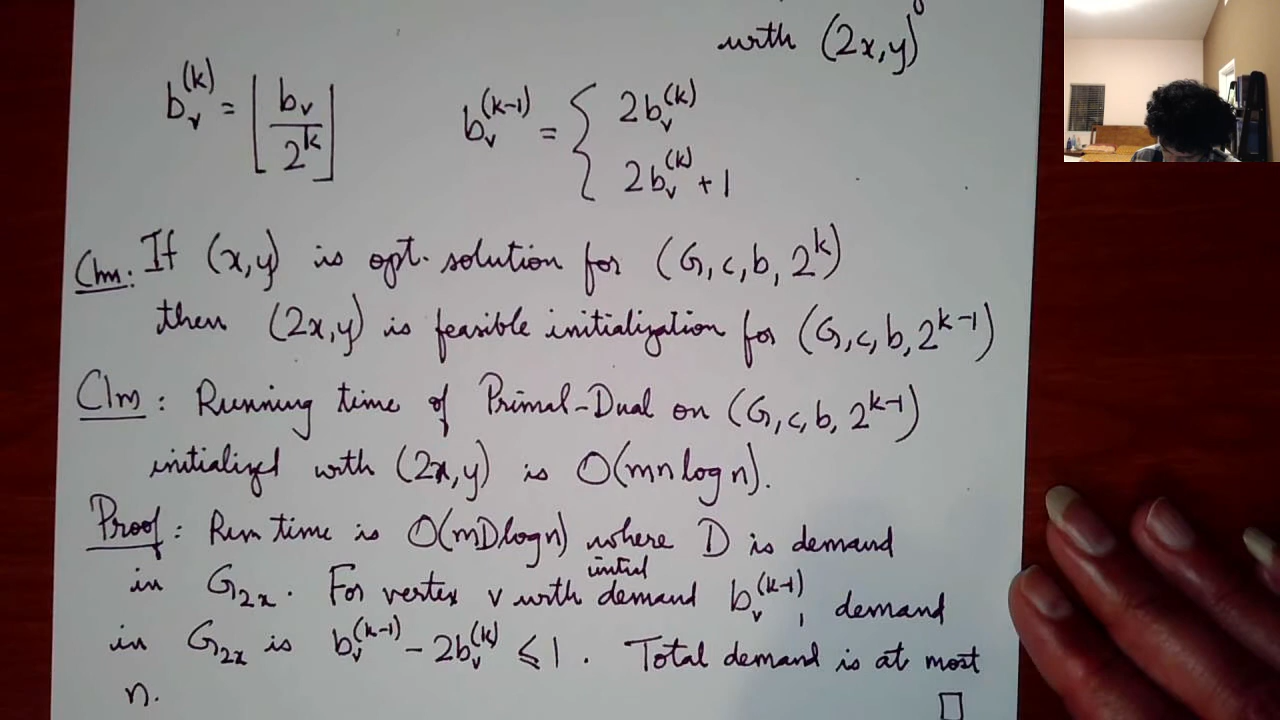 with (2x,y)
b_v^(k) = ⌊ b_v / 2^k ⌋ b_v^(k-1) = { 2b_v^(k)
2b_v^(k) + 1
Clm: If (x,y) is opt. solution for (G, c, b, 2^k)
then (2x,y) is feasible initialization for (G, c, b, 2^k-1)
Clm : Running time of Primal-Dual on (G, c, b, 2^k-1)
initialized with (2x,y) is O(mn log n).
Proof : Run time is O(mD log n) where D is demand
in G_2x. For vertex v with initial demand b_v^(k-1), demand
in G_2x is b_v^(k-1) - 2b_v^(k) ≤ 1. Total demand is at most
n. □